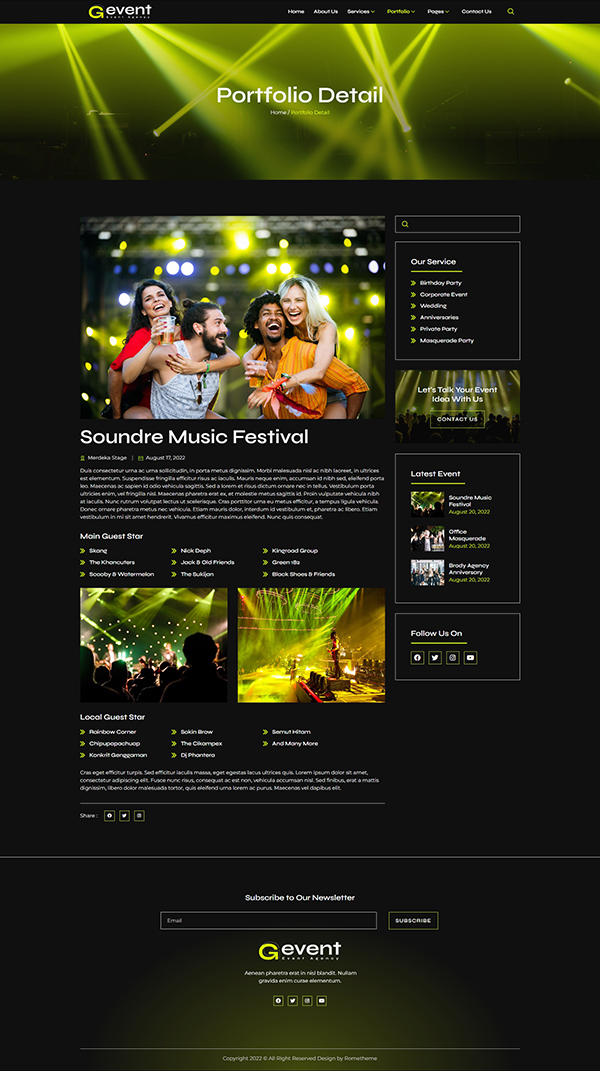 Gevent
Event Agency
Home About Us Services Portfolio Pages Contact Us
Portfolio Detail
Home / Portfolio Detail
Soundre Music Festival
Merdeka Stage | August 17, 2022
Duis consectetur urna ac urna sollicitudin, in porta metus dignissim. Morbi malesuada nisl ac nibh laoreet, in ultrices
est elementum. Suspendisse fringilla efficitur risus ac iaculis. Mauris neque enim, accumsan id nibh sed, eleifend porta
leo. Maecenas ac sapien id odio vehicula sagittis. Sed a lorem et risus dictum ornare nec in tellus. Vestibulum porta
ultricies enim, vel fringilla ligula ultrices quis. Maecenas pharetra erat ex, et molestie metus sagittis id. Proin vulputate vehicula nibh
at iaculis. Nunc rutrum volutpat lectus ut scelerisque. Cras porttitor urna eu metus efficitur, a tempus ligula vehicula.
Donec ornare pharetra metus nec vehicula. Etiam mauris dolor, interdum id vestibulum et, pharetra ac libero. Etiam
vestibulum in mi sit amet hendrerit. Vivamus efficitur maximus eleifend. Nunc quis consequat.
Main Guest Star
Skang Nick Deph Kingrood Group
The Khancuters Jack & Old Friends Green 182
Scooby & Watermelon The Sukijan Black Shoes & Friends
Local Guest Star
Rainbow Corner Sokin Brow Semut Hitam
Chipupapachuap The Cikampex And Many More
Konkrit Genggaman Dj Phantera
Cras eget efficitur turpis. Sed efficitur iaculis massa, eget egestas lacus ultrices quis. Lorem ipsum dolor sit amet,
consectetur adipiscing elit. Fusce nunc risus, consequat ac est non, vehicula accumsan nisl. Sed finibus, erat a mattis
dignissim, libero dolor malesuada tortor, quis eleifend urna lorem ac purus. Maecenas vel dapibus elit.
Share :
Our Service
Birthday Party
Corporate Event
Wedding
Anniversaries
Private Party
Masquerade Party
Let's Talk Your Event
Idea With Us
CONTACT US
Latest Event
Soundre Music
Festival
August 20, 2022
Office
Masquerade
August 20, 2022
Brody Agency
Anniversary
August 20, 2022
Follow Us On
Subscribe to Our Newsletter
Email SUBSCRIBE
Gevent
Event Agency
Aenean pharetra erat in nisl blandit. Nullam
gravida enim curae elementum.
Copyright 2022 © All Right Reserved Design by Rometheme